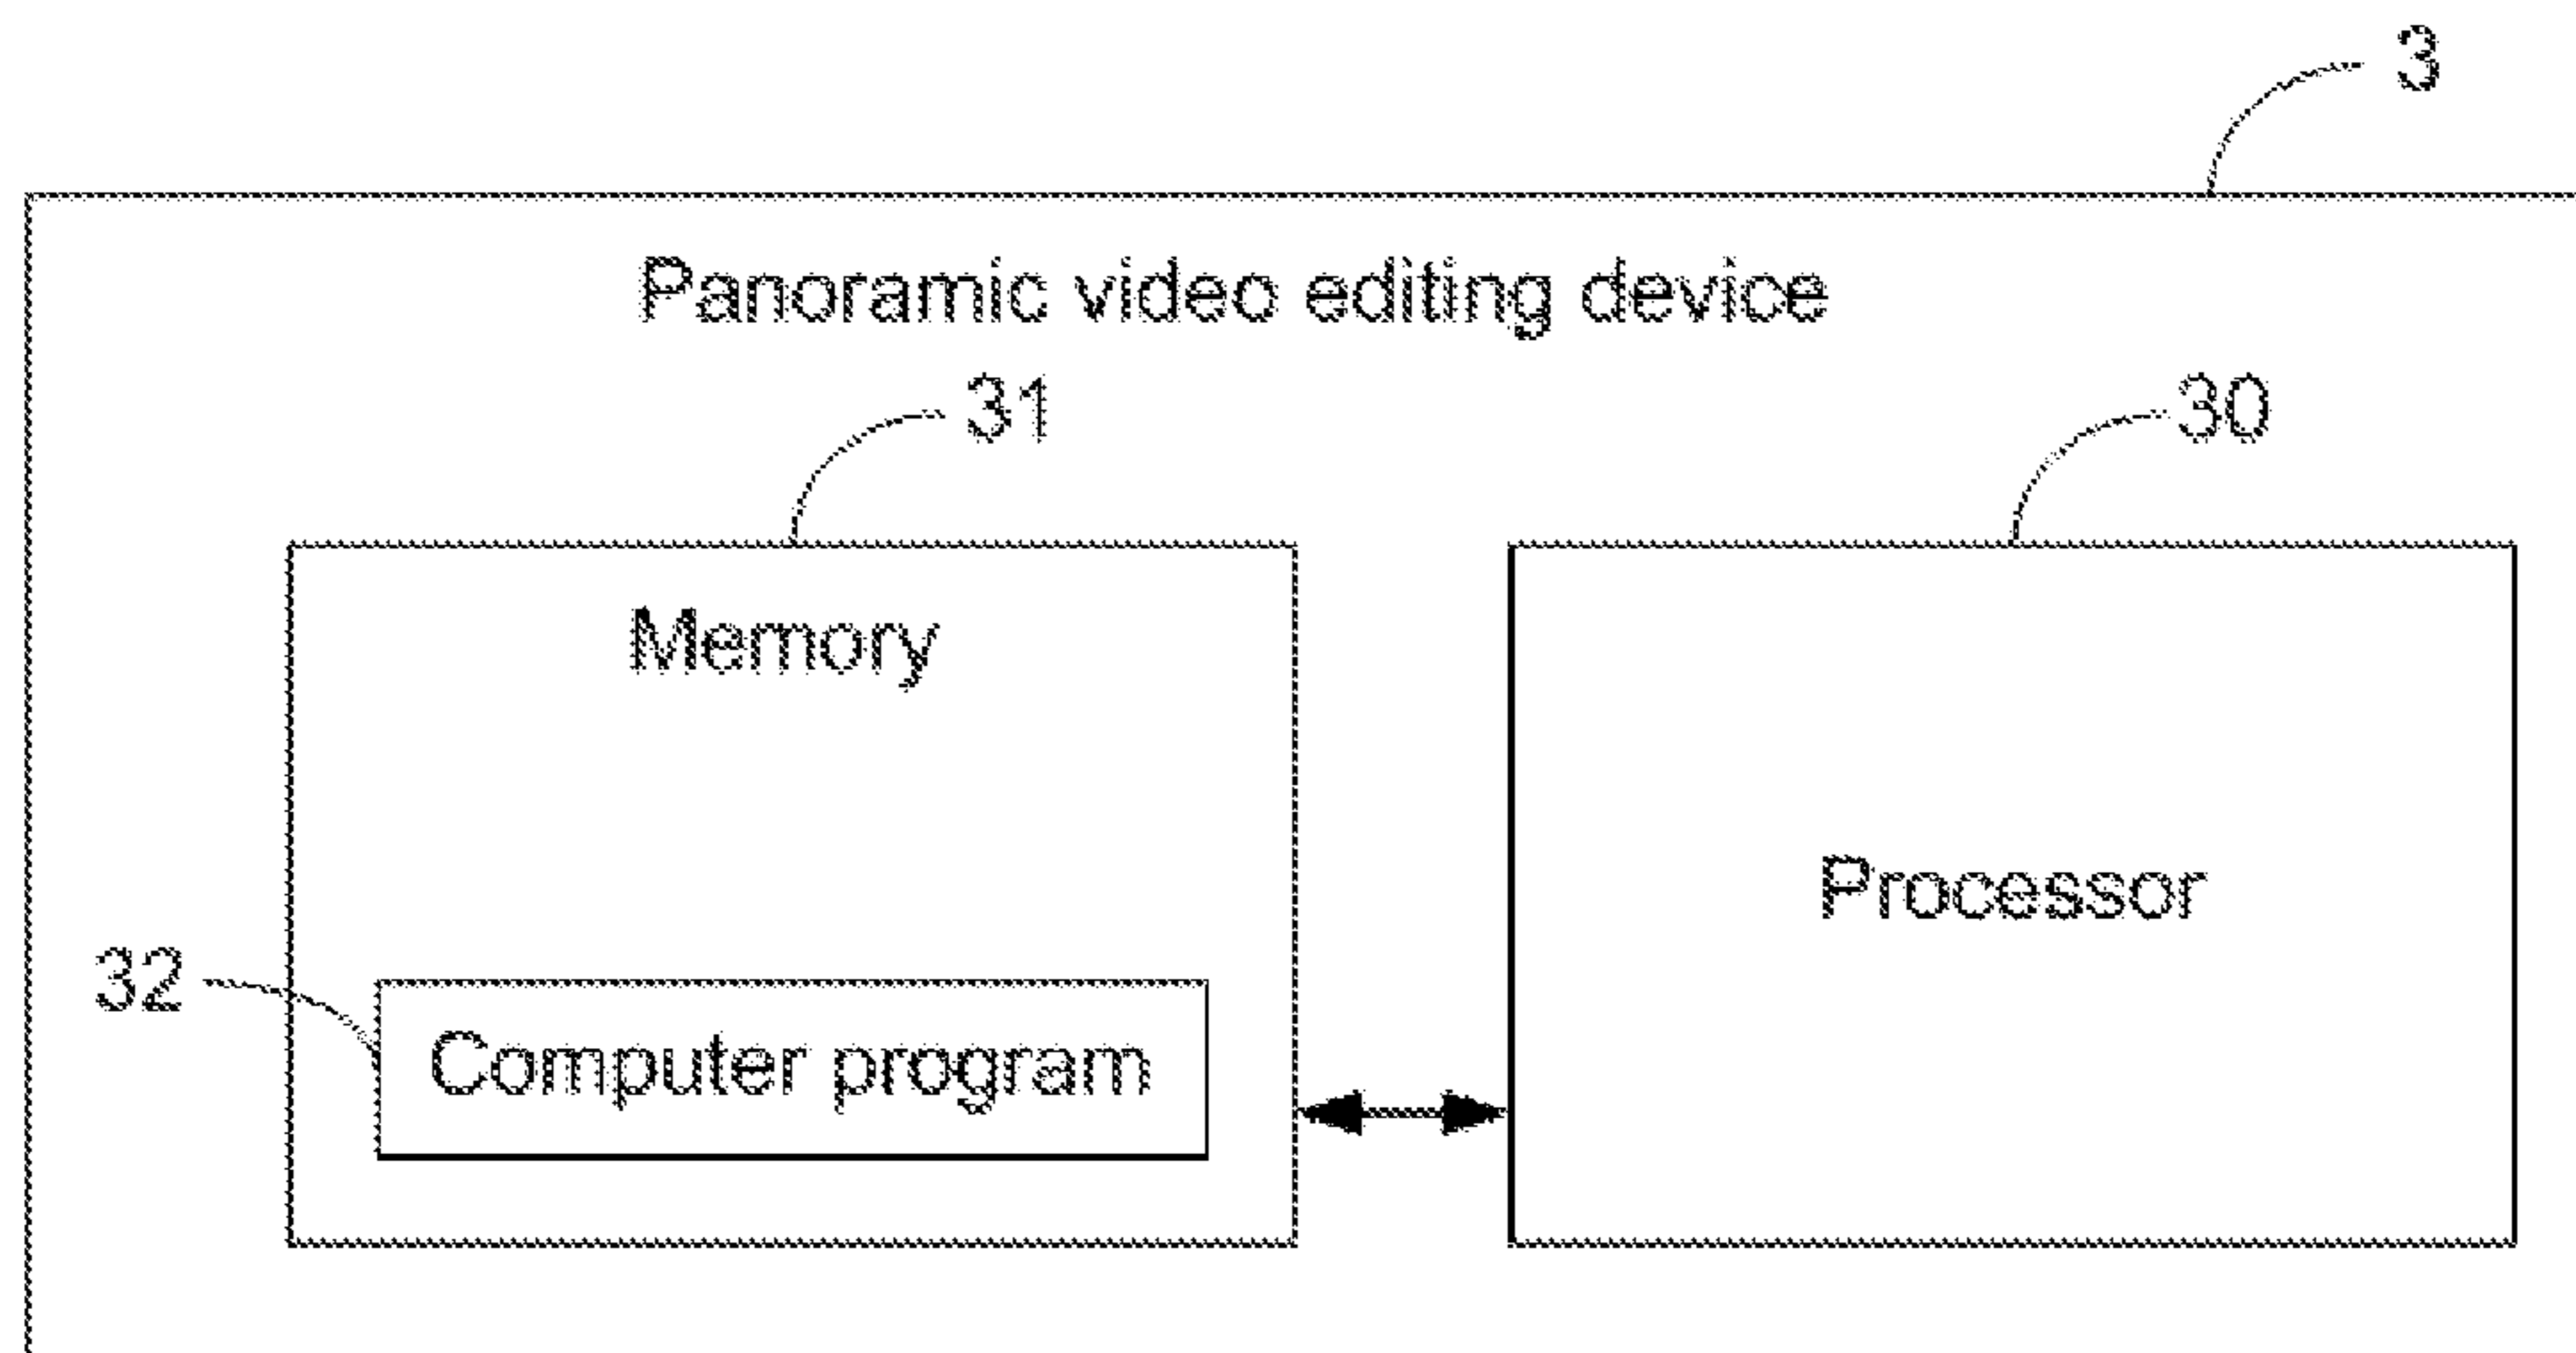 3
Panoramic video editing device
31
30
Memory
Processor
32
Computer program